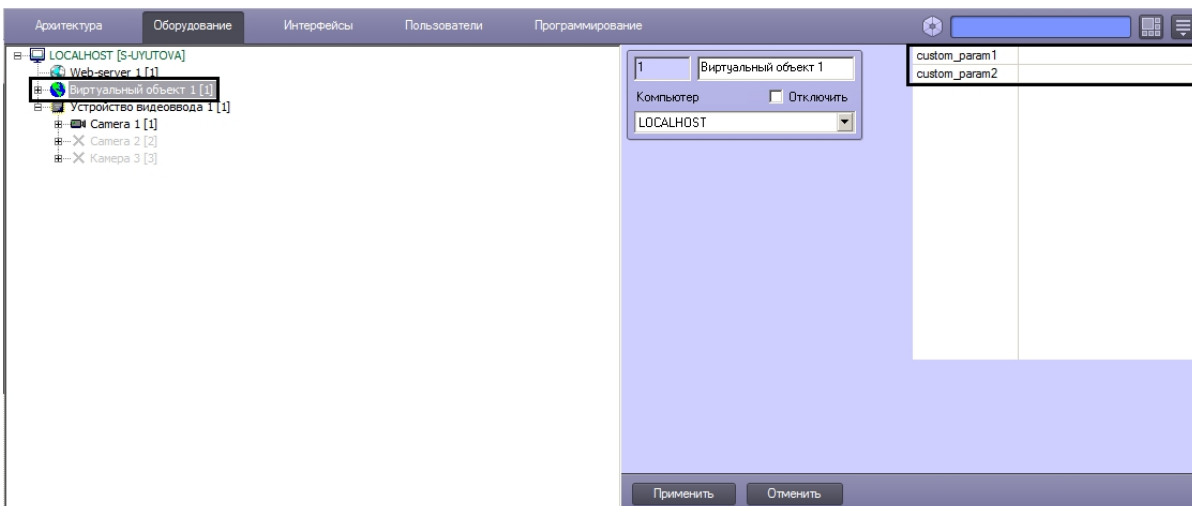 Архитектура Оборудование Интерфейсы Пользователи Программирование
LOCALHOST [S-UYUTOVA]
Web-server 1 [1]
Виртуальный объект 1 [1]
Устройство видеоввода 1 [1]
Camera 1 [1]
Camera 2 [2]
Камера 3 [3]
1 Виртуальный объект 1
Компьютер Отключить
LOCALHOST
custom_param1
custom_param2
Применить Отменить